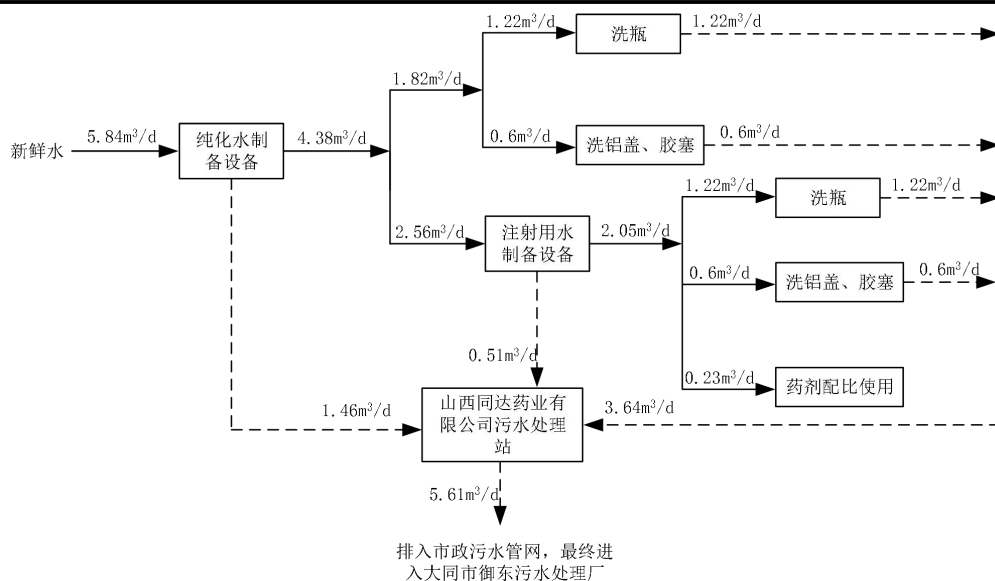 1.22m³/d
洗瓶
1.22m³/d
1.82m³/d
5.84m³/d
新鲜水
纯化水制
备设备
4.38m³/d
0.6m³/d
洗铝盖、胶塞
0.6m³/d
1.22m³/d
洗瓶
1.22m³/d
2.56m³/d
注射用水
制备设备
2.05m³/d
0.6m³/d
洗铝盖、胶塞
0.6m³/d
0.51m³/d
0.23m³/d
药剂配比使用
1.46m³/d
山西同达药业有
限公司污水处理
站
3.64m³/d
5.61m³/d
排入市政污水管网，最终进
入大同市御东污水处理厂